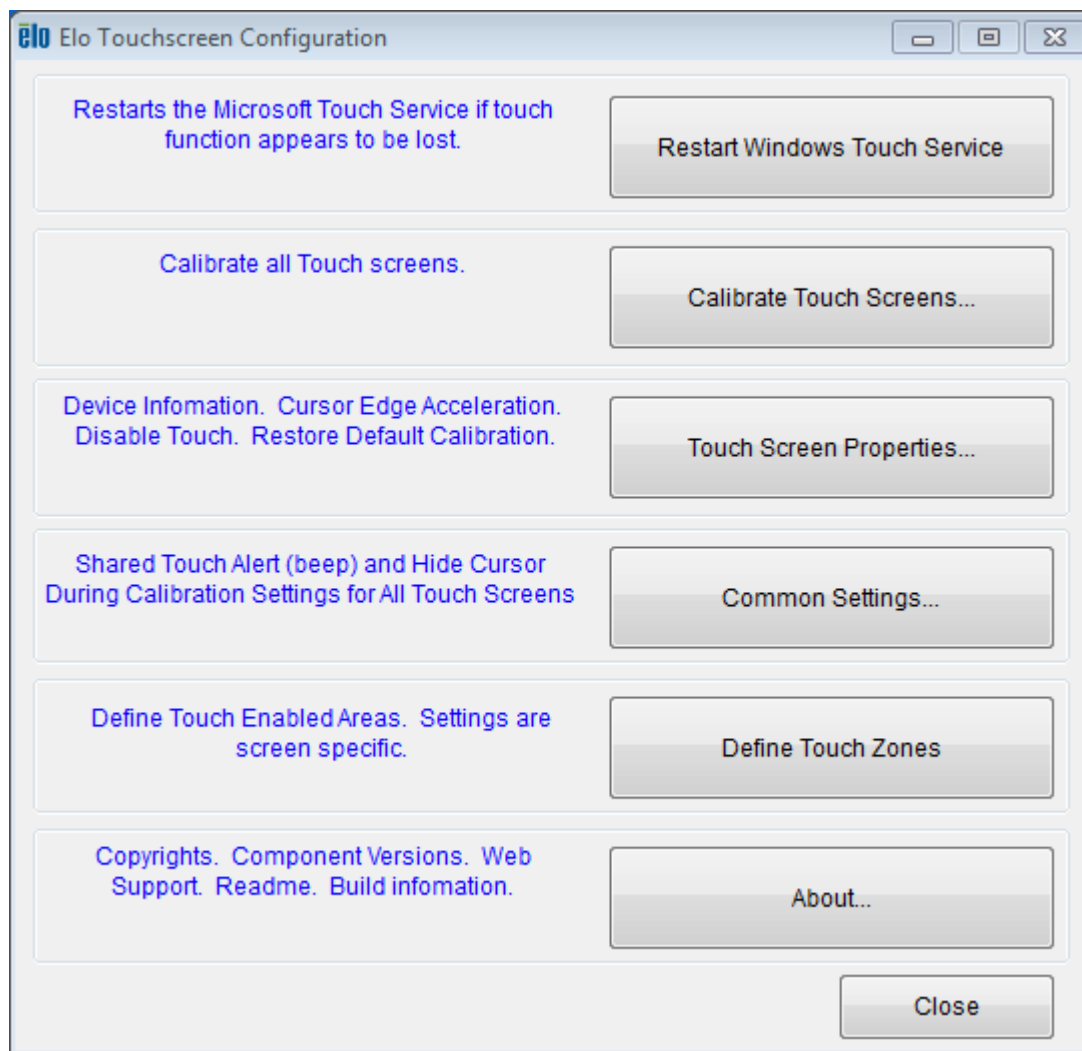 elo Elo Touchscreen Configuration
Restarts the Microsoft Touch Service if touch
function appears to be lost.
Restart Windows Touch Service
Calibrate all Touch screens.
Calibrate Touch Screens...
Device Infomation.  Cursor Edge Acceleration.
Disable Touch.  Restore Default Calibration.
Touch Screen Properties...
Shared Touch Alert (beep) and Hide Cursor
During Calibration Settings for All Touch Screens
Common Settings...
Define Touch Enabled Areas.  Settings are
screen specific.
Define Touch Zones
Copyrights.  Component Versions.  Web
Support.  Readme.  Build infomation.
About...
Close